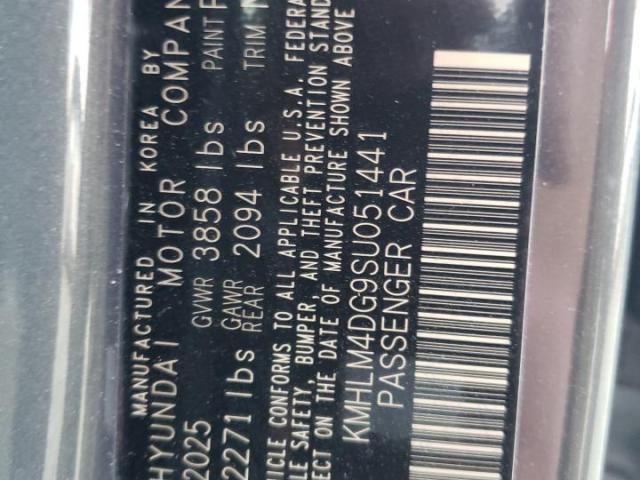 MANUFACTURED IN KOREA BY
HYUNDAI MOTOR COMPAN
2025 GVWR 3858 lbs PAINT
2271 lbs GAWR REAR 2094 lbs TRIM
ICLE CONFORMS TO ALL APPLICABLE U.S.A. FEDERA
LE SAFETY, BUMPER, AND THEFT PREVENTION STAND
ECT ON THE DATE OF MANUFACTURE SHOWN ABOVE
KMHLM4DG9SU051441
PASSENGER CAR